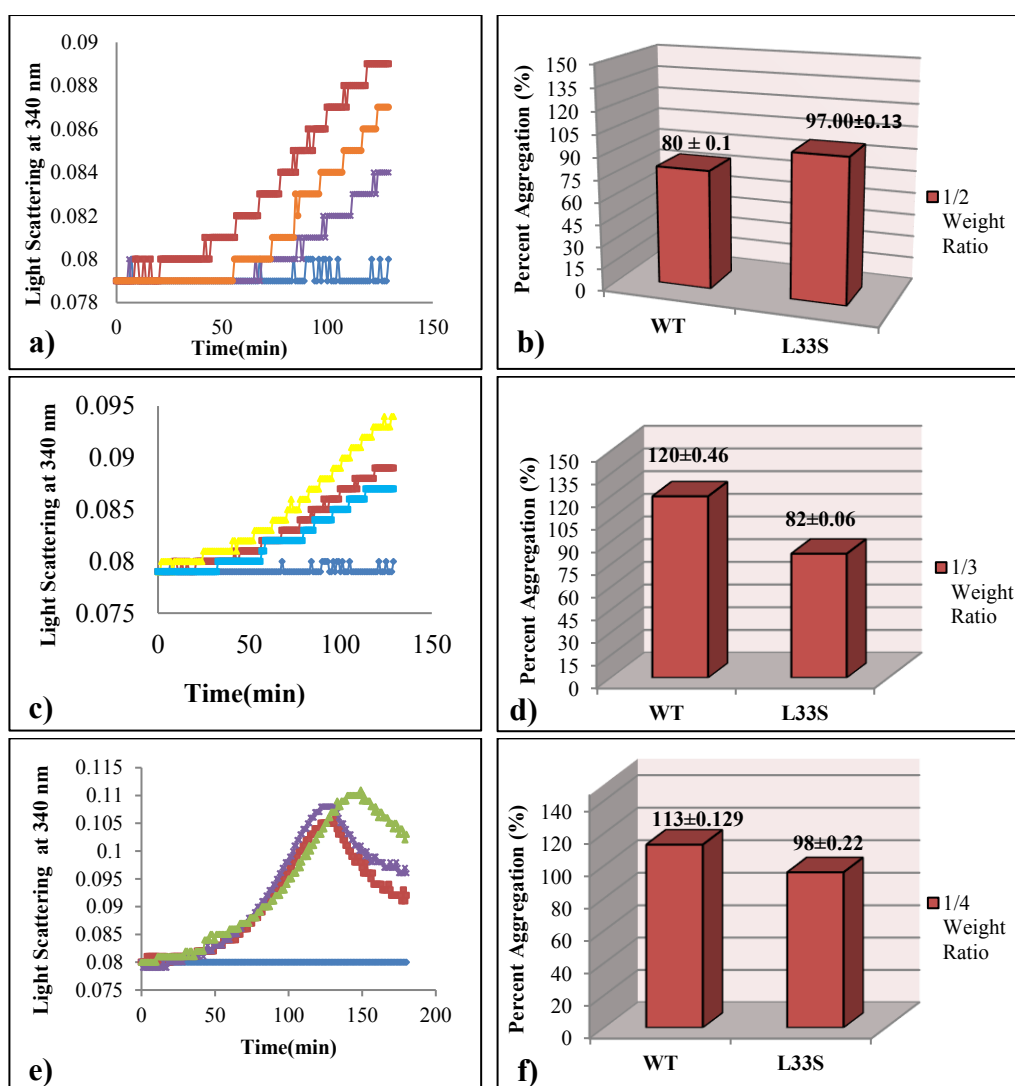 Light Scattering at 340 nm
0.09
0.088
0.086
0.084
0.082
0.08
0.078
0
50
100
150
Time(min)
a)
Percent Aggregation (%)
150
135
120
105
90
75
60
45
30
15
0
80 ± 0.1
97.00±0.13
WT
L33S
1/2
Weight
Ratio
b)
Light Scattering at 340 nm
0.095
0.09
0.085
0.08
0.075
0
50
100
150
Time(min)
c)
Percent Aggregation (%)
150
135
120
105
90
75
60
45
30
15
0
120±0.46
82±0.06
WT
L33S
1/3
Weight
Ratio
d)
Light Scattering at 340 nm
0.115
0.11
0.105
0.1
0.095
0.09
0.085
0.08
0.075
0
50
100
150
200
Time(min)
e)
Percent Aggregation (%)
140
120
100
80
60
40
20
0
113±0.129
98±0.22
WT
L33S
1/4
Weight
Ratio
f)